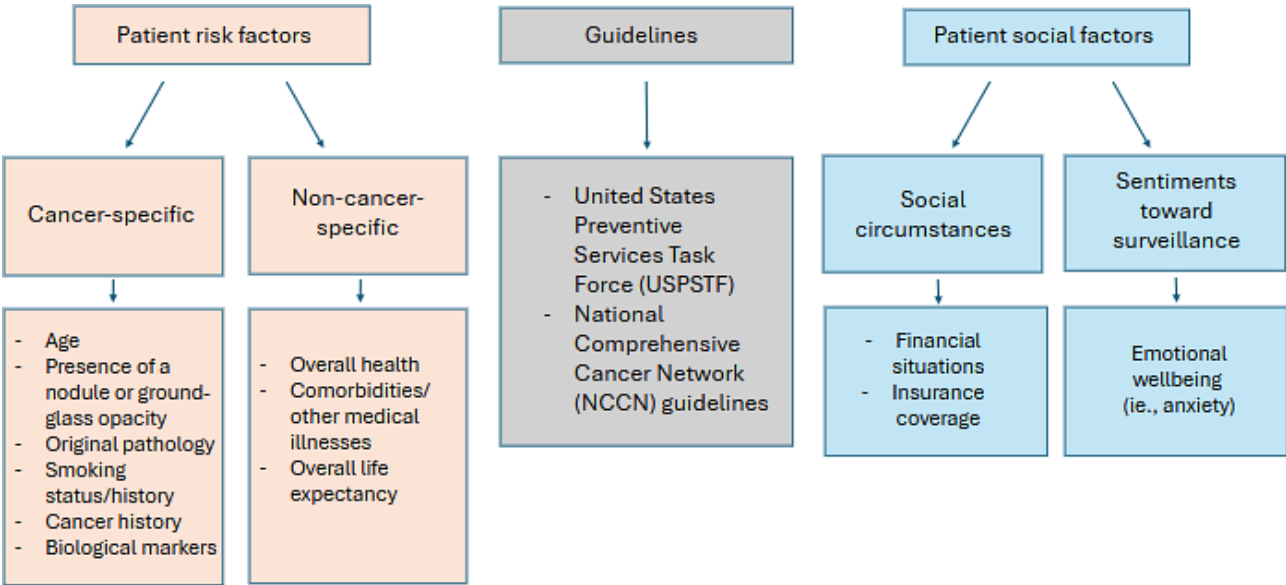 Patient risk factors
Guidelines
Patient social factors
Cancer-specific
Non-cancer-
specific
- United States
Preventive
Services Task
Force (USPSTF)
- National
Comprehensive
Cancer Network
(NCCN) guidelines
Social
circumstances
Sentiments
toward
surveillance
- Age
- Presence of a
nodule or ground-
glass opacity
- Original pathology
- Smoking
status/history
- Cancer history
- Biological markers
- Overall health
- Comorbidities/
other medical
illnesses
- Overall life
expectancy
- Financial
situations
- Insurance
coverage
Emotional
wellbeing
(ie., anxiety)